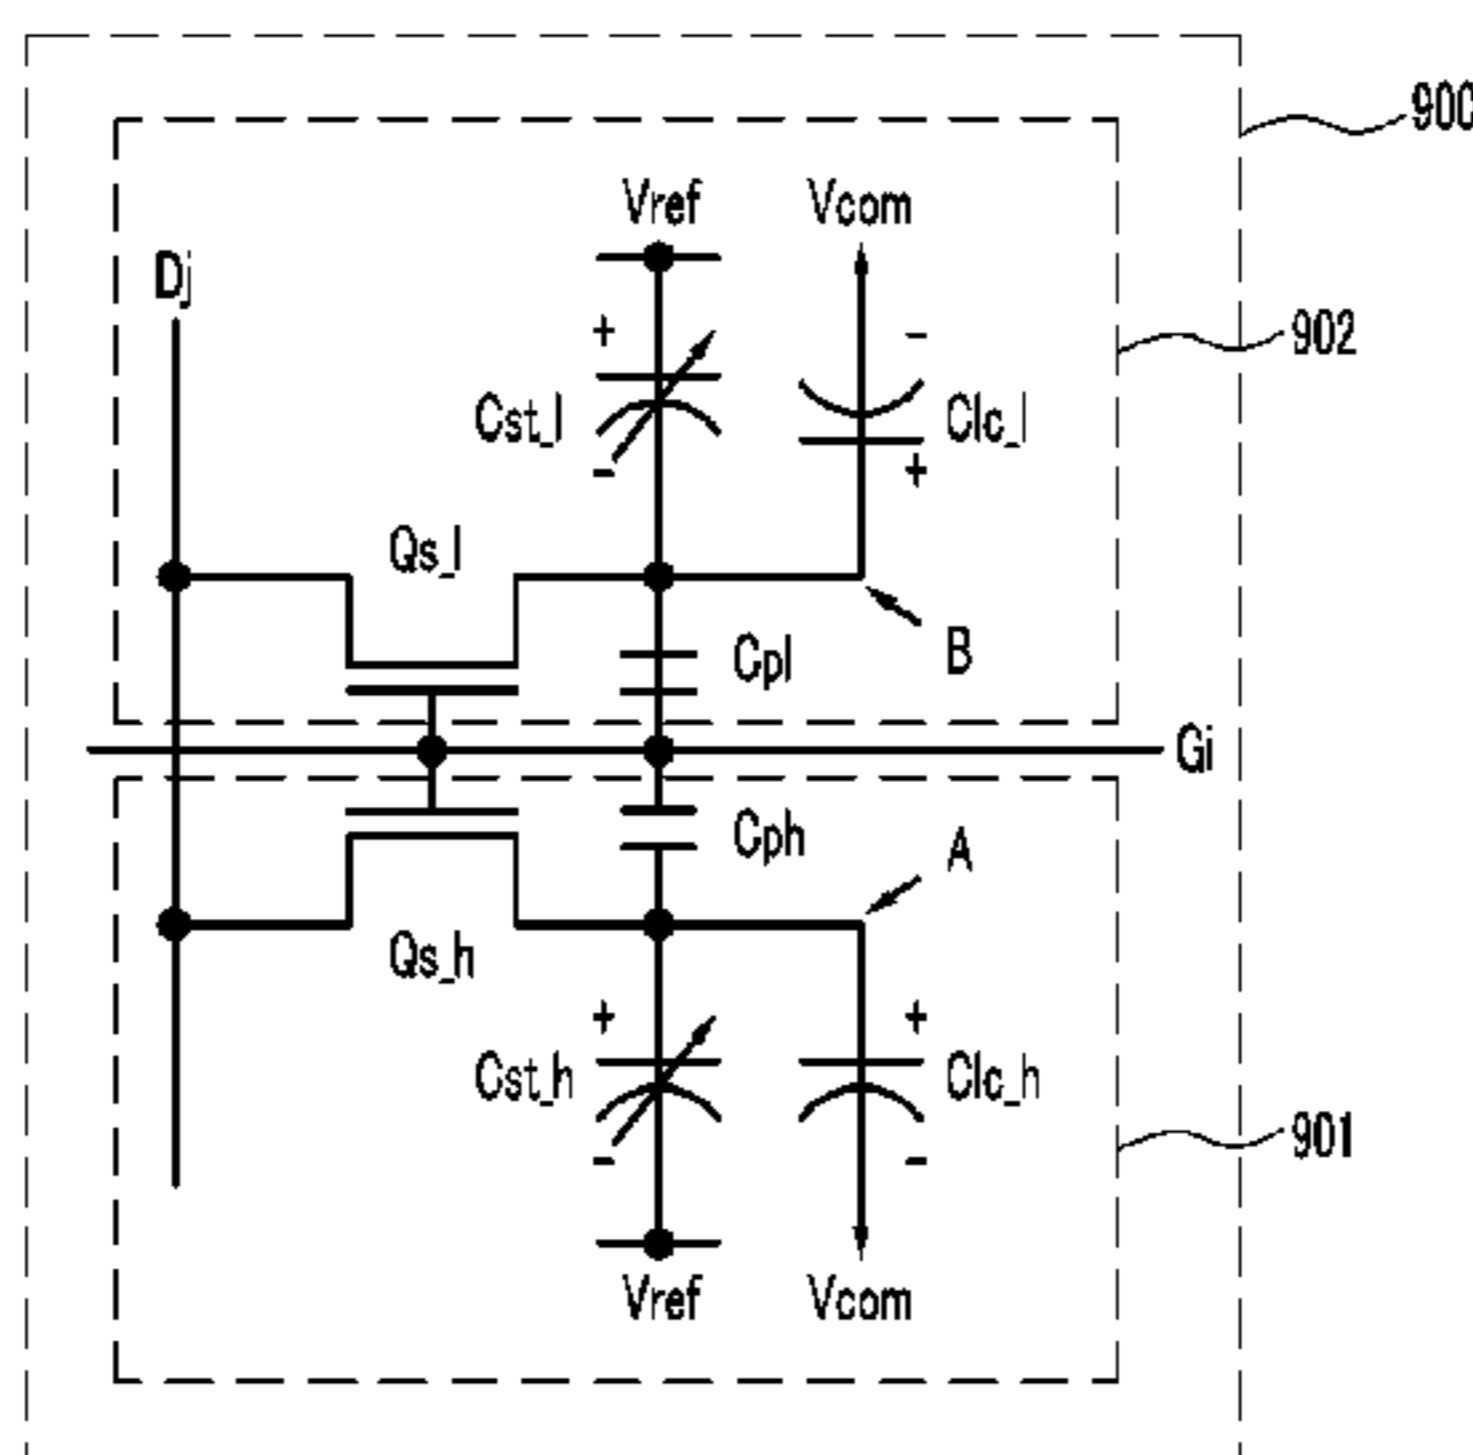 900
Vref Vcom
Dj
+ -
902
Cst_l Clc_l
- +
Qs_l
B
Cpl
Gi
Cph
A
Qs_h
+ +
Cst_h Clc_h
901
- -
Vref Vcom